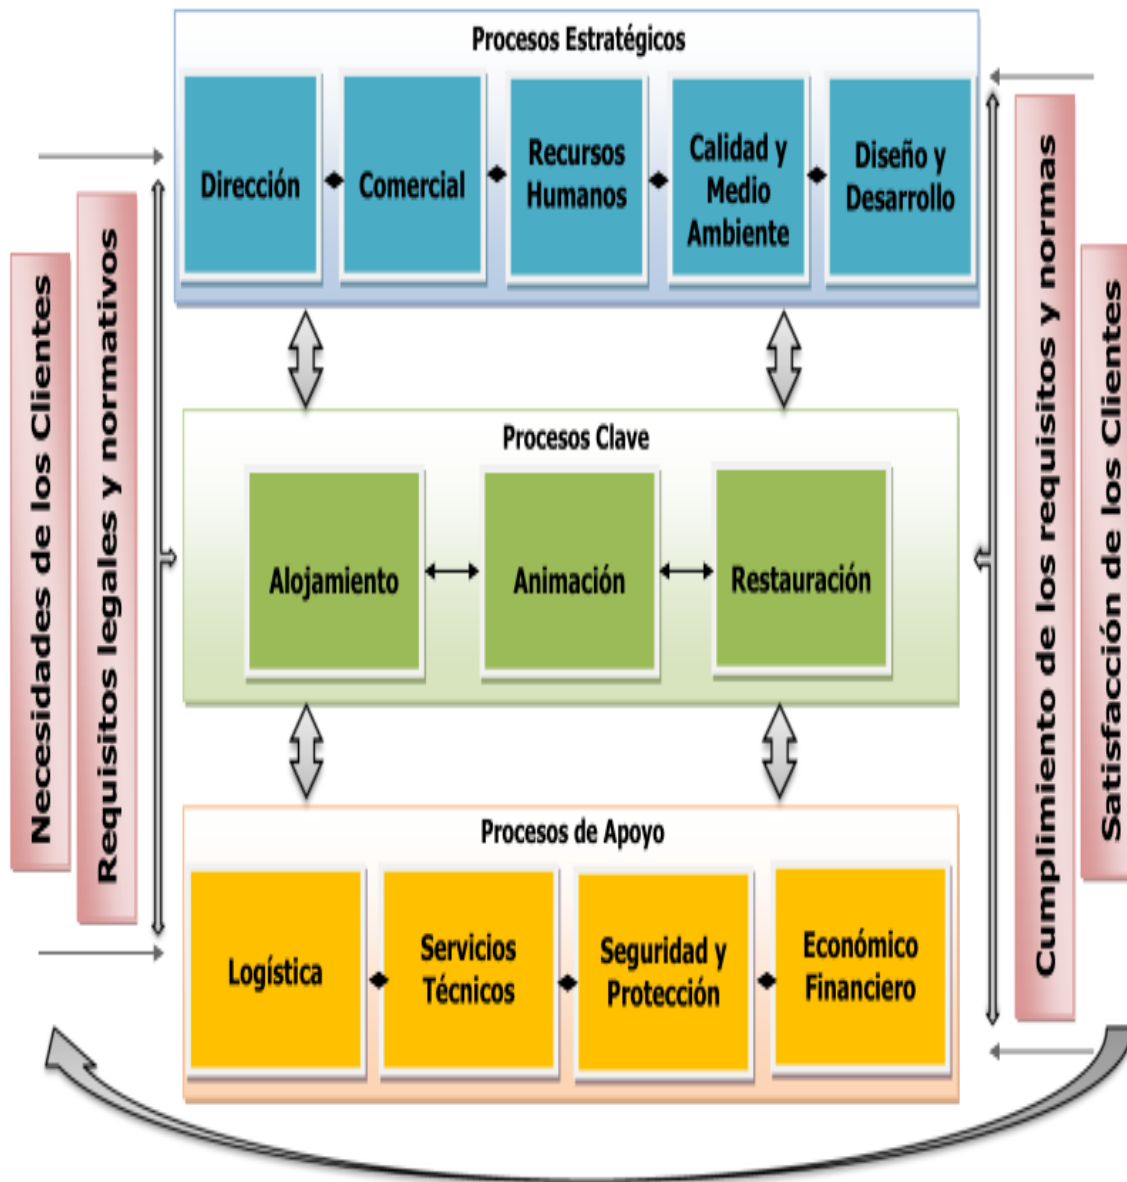 Procesos Estratégicos
Dirección
Comercial
Recursos
Humanos
Calidad y
Medio
Ambiente
Diseño y
Desarrollo
Necesidades de los Clientes
Requisitos legales y normativos
Procesos Clave
Alojamiento
Animación
Restauración
Cumplimiento de los requisitos y normas
Satisfacción de los Clientes
Procesos de Apoyo
Logística
Servicios
Técnicos
Seguridad y
Protección
Económico
Financiero